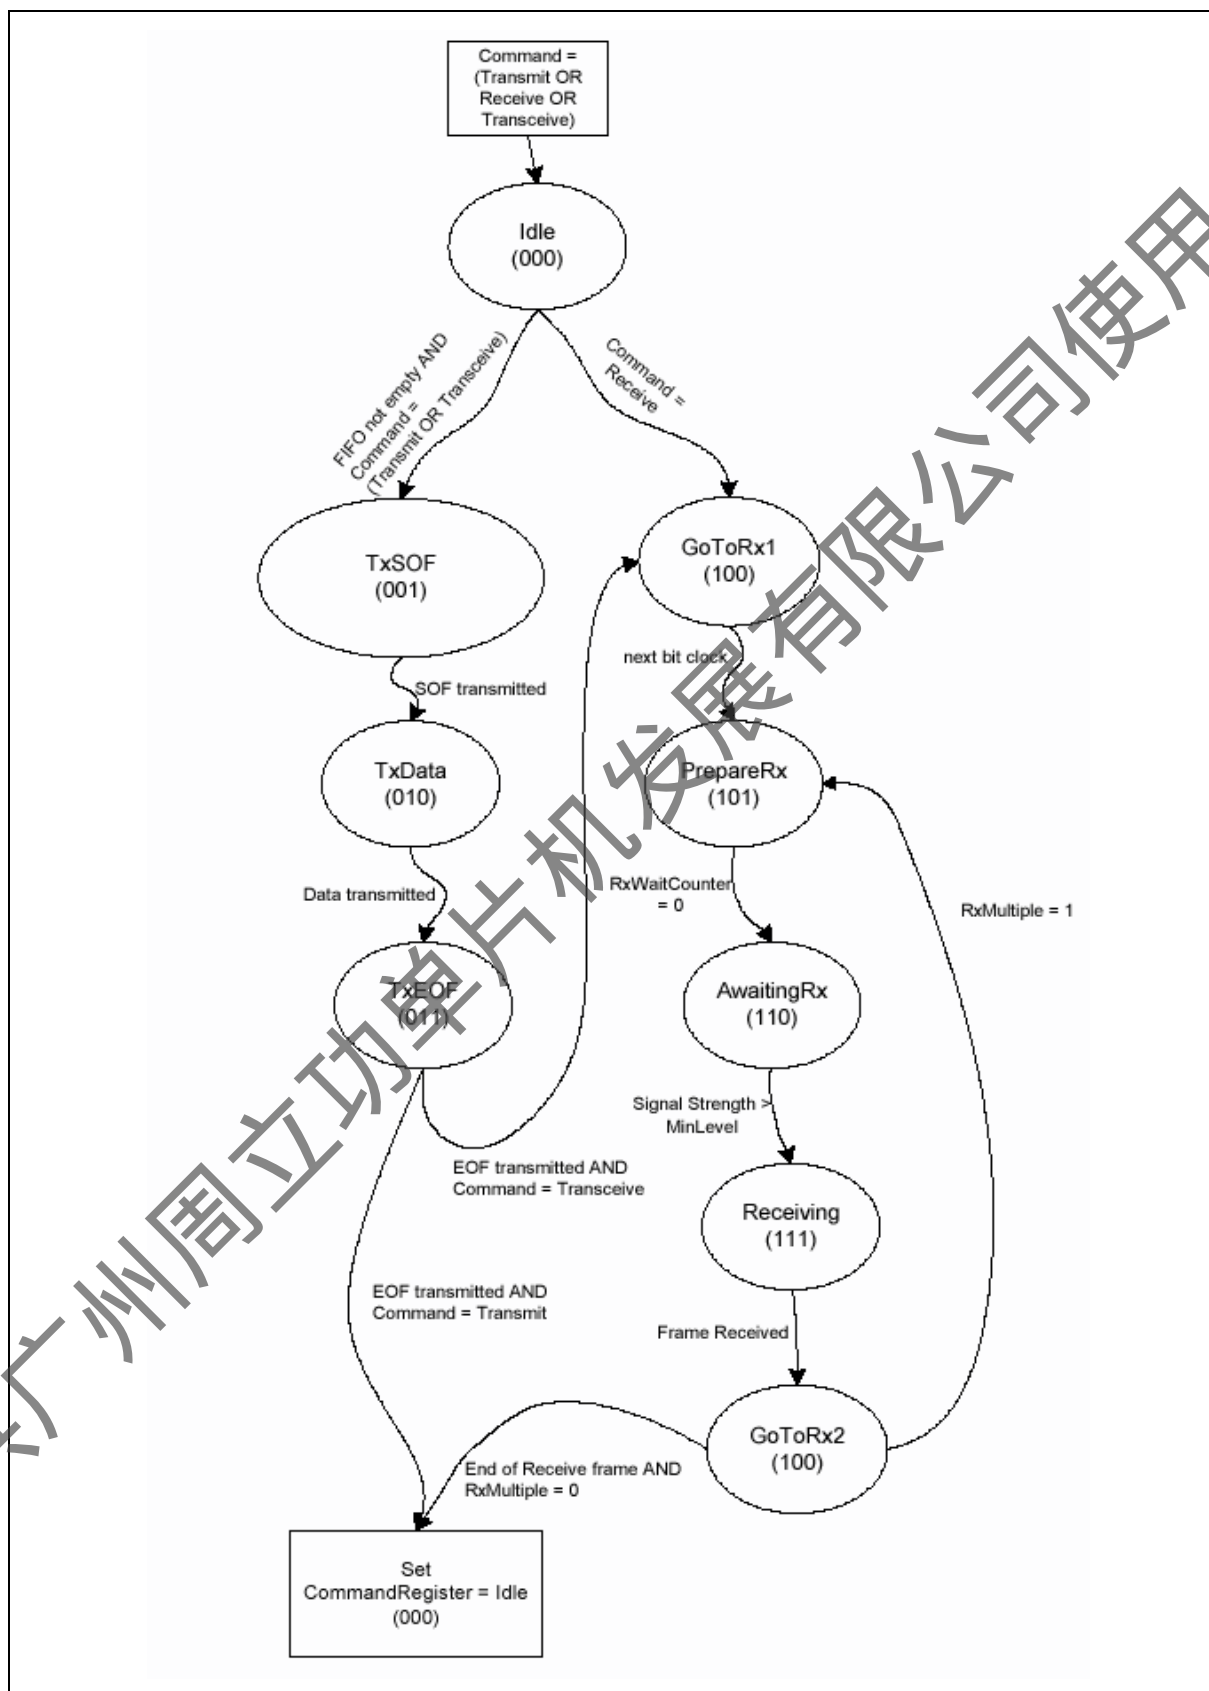 Command =
(Transmit OR
Receive OR
Transceive)
Idle
(000)
FIFO not empty AND
Command =
(Transmit OR Transceive)
Command =
Receive
TxSOF
(001)
GoToRx1
(100)
next bit clock
SOF transmitted
TxData
(010)
PrepareRx
(101)
Data transmitted
RxWaitCounter
= 0
RxMultiple = 1
TxEOF
(011)
AwaitingRx
(110)
Signal Strength >
MinLevel
EOF transmitted AND
Command = Transceive
Receiving
(111)
EOF transmitted AND
Command = Transmit
Frame Received
GoToRx2
(100)
End of Receive frame AND
RxMultiple = 0
Set
CommandRegister = Idle
(000)
广州周立功单片机发展有限公司使用